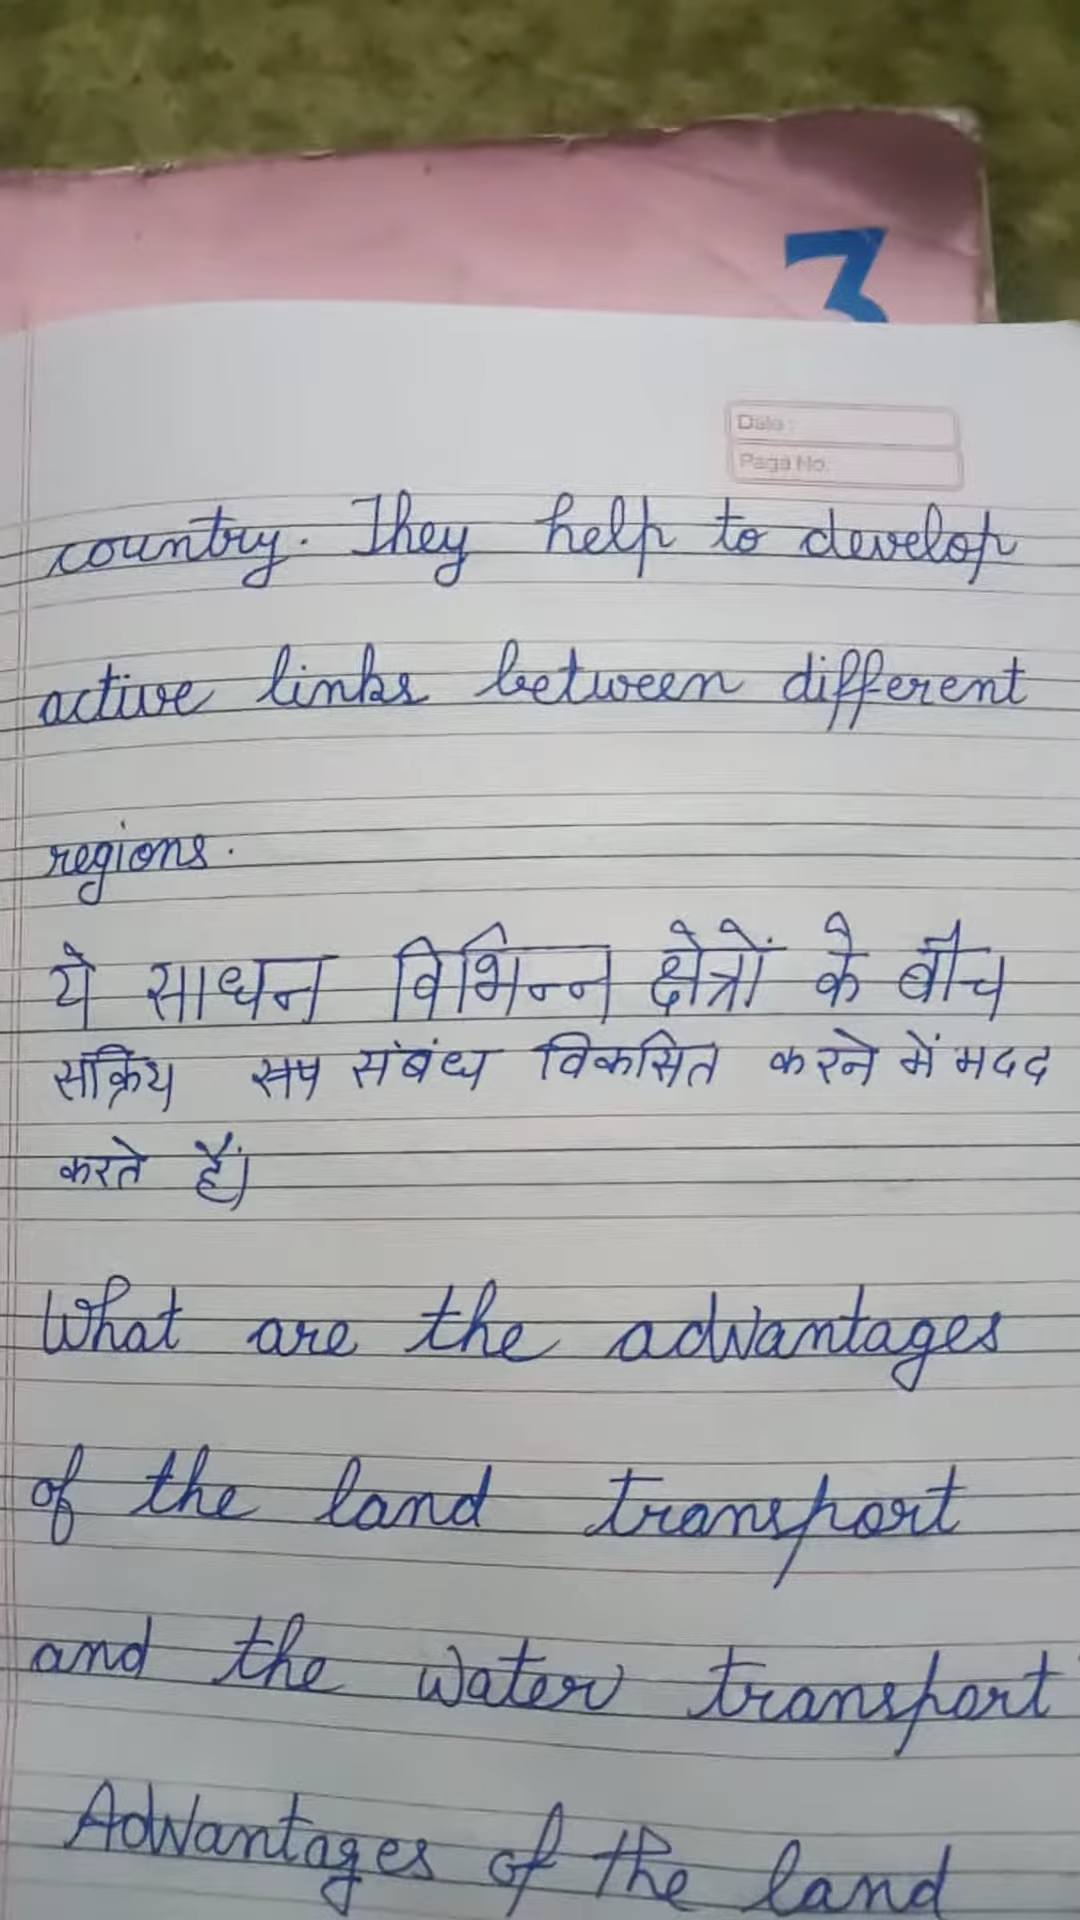 3
Date :
Page No.
country. They help to develop
active links between different
regions.
ये साधन विभिन्न क्षेत्रों के बीच
सक्रिय संबंध विकसित करने में मदद
करते हैं।
What are the advantages
of the land transport
and the water transport
Advantages of the land